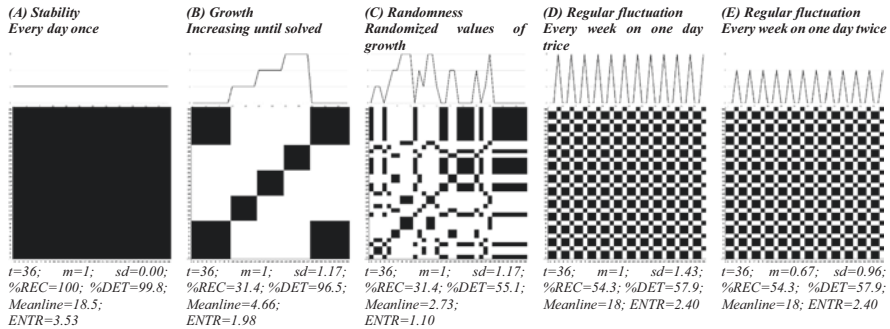 (A) Stability
Every day once
(B) Growth
Increasing until solved
(C) Randomness
Randomized values of
growth
(D) Regular fluctuation
Every week on one day
trice
(E) Regular fluctuation
Every week on one day twice
t=36; m=1; sd=0.00;
%REC=100; %DET=99.8;
Meanline=18.5;
ENTR=3.53
t=36; m=1; sd=1.17;
%REC=31.4; %DET=96.5;
Meanline=4.66;
ENTR=1.98
t=36; m=1; sd=1.17;
%REC=31.4; %DET=55.1;
Meanline=2.73;
ENTR=1.10
t=36; m=1; sd=1.43;
%REC=54.3; %DET=57.9;
Meanline=18; ENTR=2.40
t=36; m=0.67; sd=0.96;
%REC=54.3; %DET=57.9;
Meanline=18; ENTR=2.40